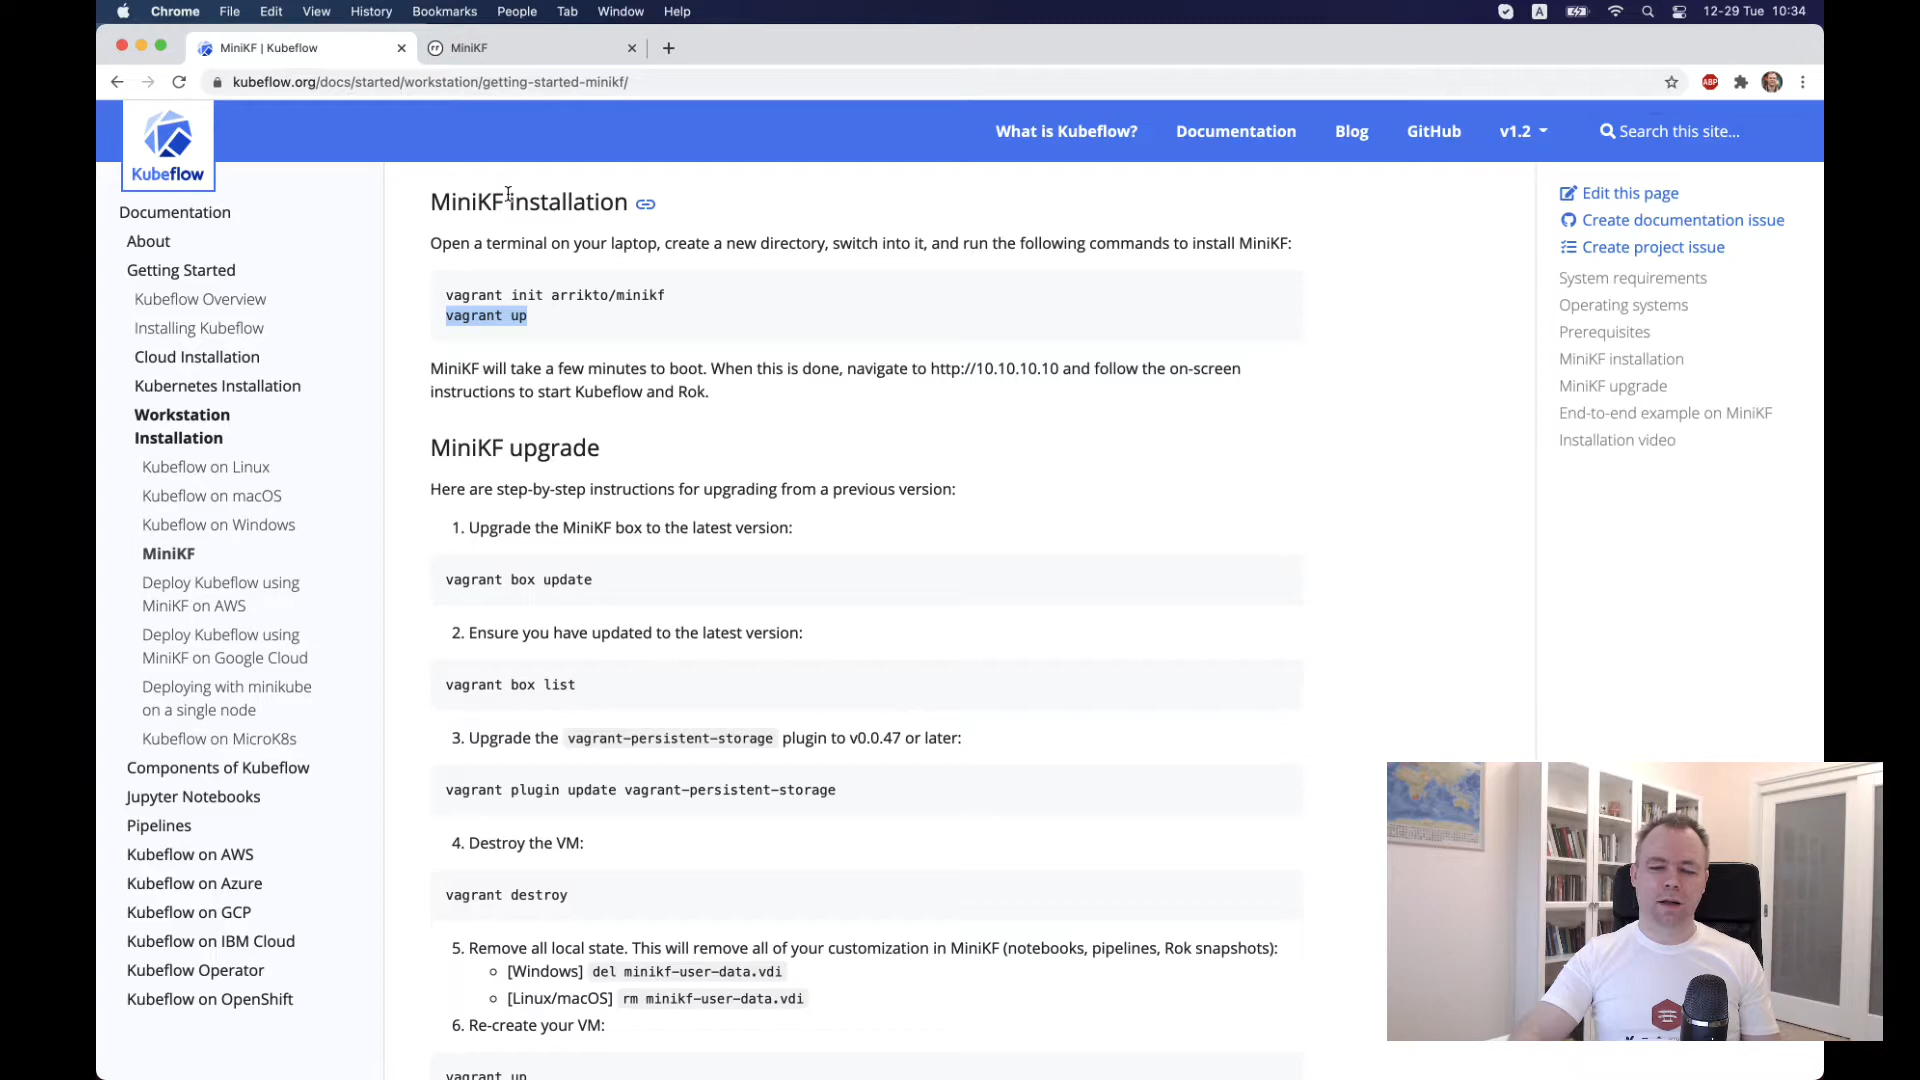 Chrome File Edit View History Bookmarks People Tab Window Help A 12-29 Tue 10:34
MiniKF | Kubeflow
MiniKF
kubeflow.org/docs/started/workstation/getting-started-minikf/
ABP
Kubeflow
What is Kubeflow? Documentation Blog GitHub v1.2 Search this site...
Documentation
About
Getting Started
Kubeflow Overview
Installing Kubeflow
Cloud Installation
Kubernetes Installation
Workstation
Installation
Kubeflow on Linux
Kubeflow on macOS
Kubeflow on Windows
MiniKF
Deploy Kubeflow using
MiniKF on AWS
Deploy Kubeflow using
MiniKF on Google Cloud
Deploying with minikube
on a single node
Kubeflow on MicroK8s
Components of Kubeflow
Jupyter Notebooks
Pipelines
Kubeflow on AWS
Kubeflow on Azure
Kubeflow on GCP
Kubeflow on IBM Cloud
Kubeflow Operator
Kubeflow on OpenShift
MiniKF installation
Open a terminal on your laptop, create a new directory, switch into it, and run the following commands to install MiniKF:
vagrant init arrikto/minikf
vagrant up
MiniKF will take a few minutes to boot. When this is done, navigate to http://10.10.10.10 and follow the on-screen
instructions to start Kubeflow and Rok.
MiniKF upgrade
Here are step-by-step instructions for upgrading from a previous version:
1. Upgrade the MiniKF box to the latest version:
vagrant box update
2. Ensure you have updated to the latest version:
vagrant box list
3. Upgrade the vagrant-persistent-storage plugin to v0.0.47 or later:
vagrant plugin update vagrant-persistent-storage
4. Destroy the VM:
vagrant destroy
5. Remove all local state. This will remove all of your customization in MiniKF (notebooks, pipelines, Rok snapshots):
[Windows] del minikf-user-data.vdi
[Linux/macOS] rm minikf-user-data.vdi
6. Re-create your VM:
vagrant up
Edit this page
Create documentation issue
Create project issue
System requirements
Operating systems
Prerequisites
MiniKF installation
MiniKF upgrade
End-to-end example on MiniKF
Installation video